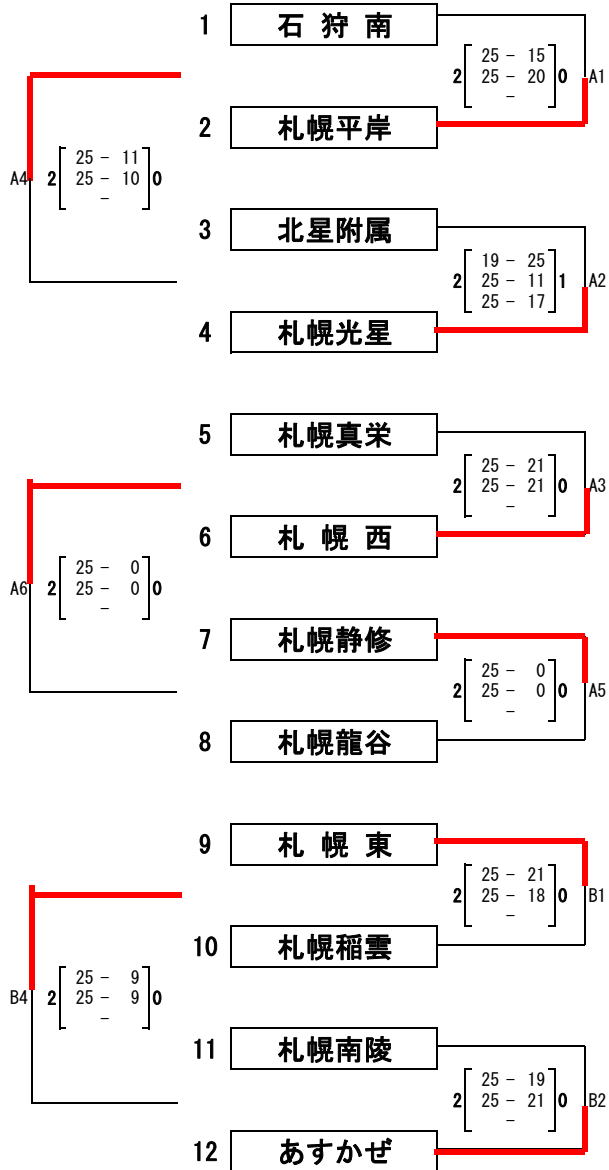 1 石 狩 南
2 [ 25 - 15 ] 0 A1
25 - 20
-
2 札幌平岸
A4 2 [ 25 - 11 ] 0
25 - 10
-
3 北星附属
2 [ 19 - 25 ] 1 A2
25 - 11
25 - 17
4 札幌光星
5 札幌真栄
2 [ 25 - 21 ] 0 A3
25 - 21
-
6 札 幌 西
A6 2 [ 25 - 0 ] 0
25 - 0
-
7 札幌静修
2 [ 25 - 0 ] 0 A5
25 - 0
-
8 札幌龍谷
9 札 幌 東
2 [ 25 - 21 ] 0 B1
25 - 18
-
10 札幌稲雲
B4 2 [ 25 - 9 ] 0
25 - 9
-
11 札幌南陵
2 [ 25 - 19 ] 0 B2
25 - 21
-
12 あすかぜ